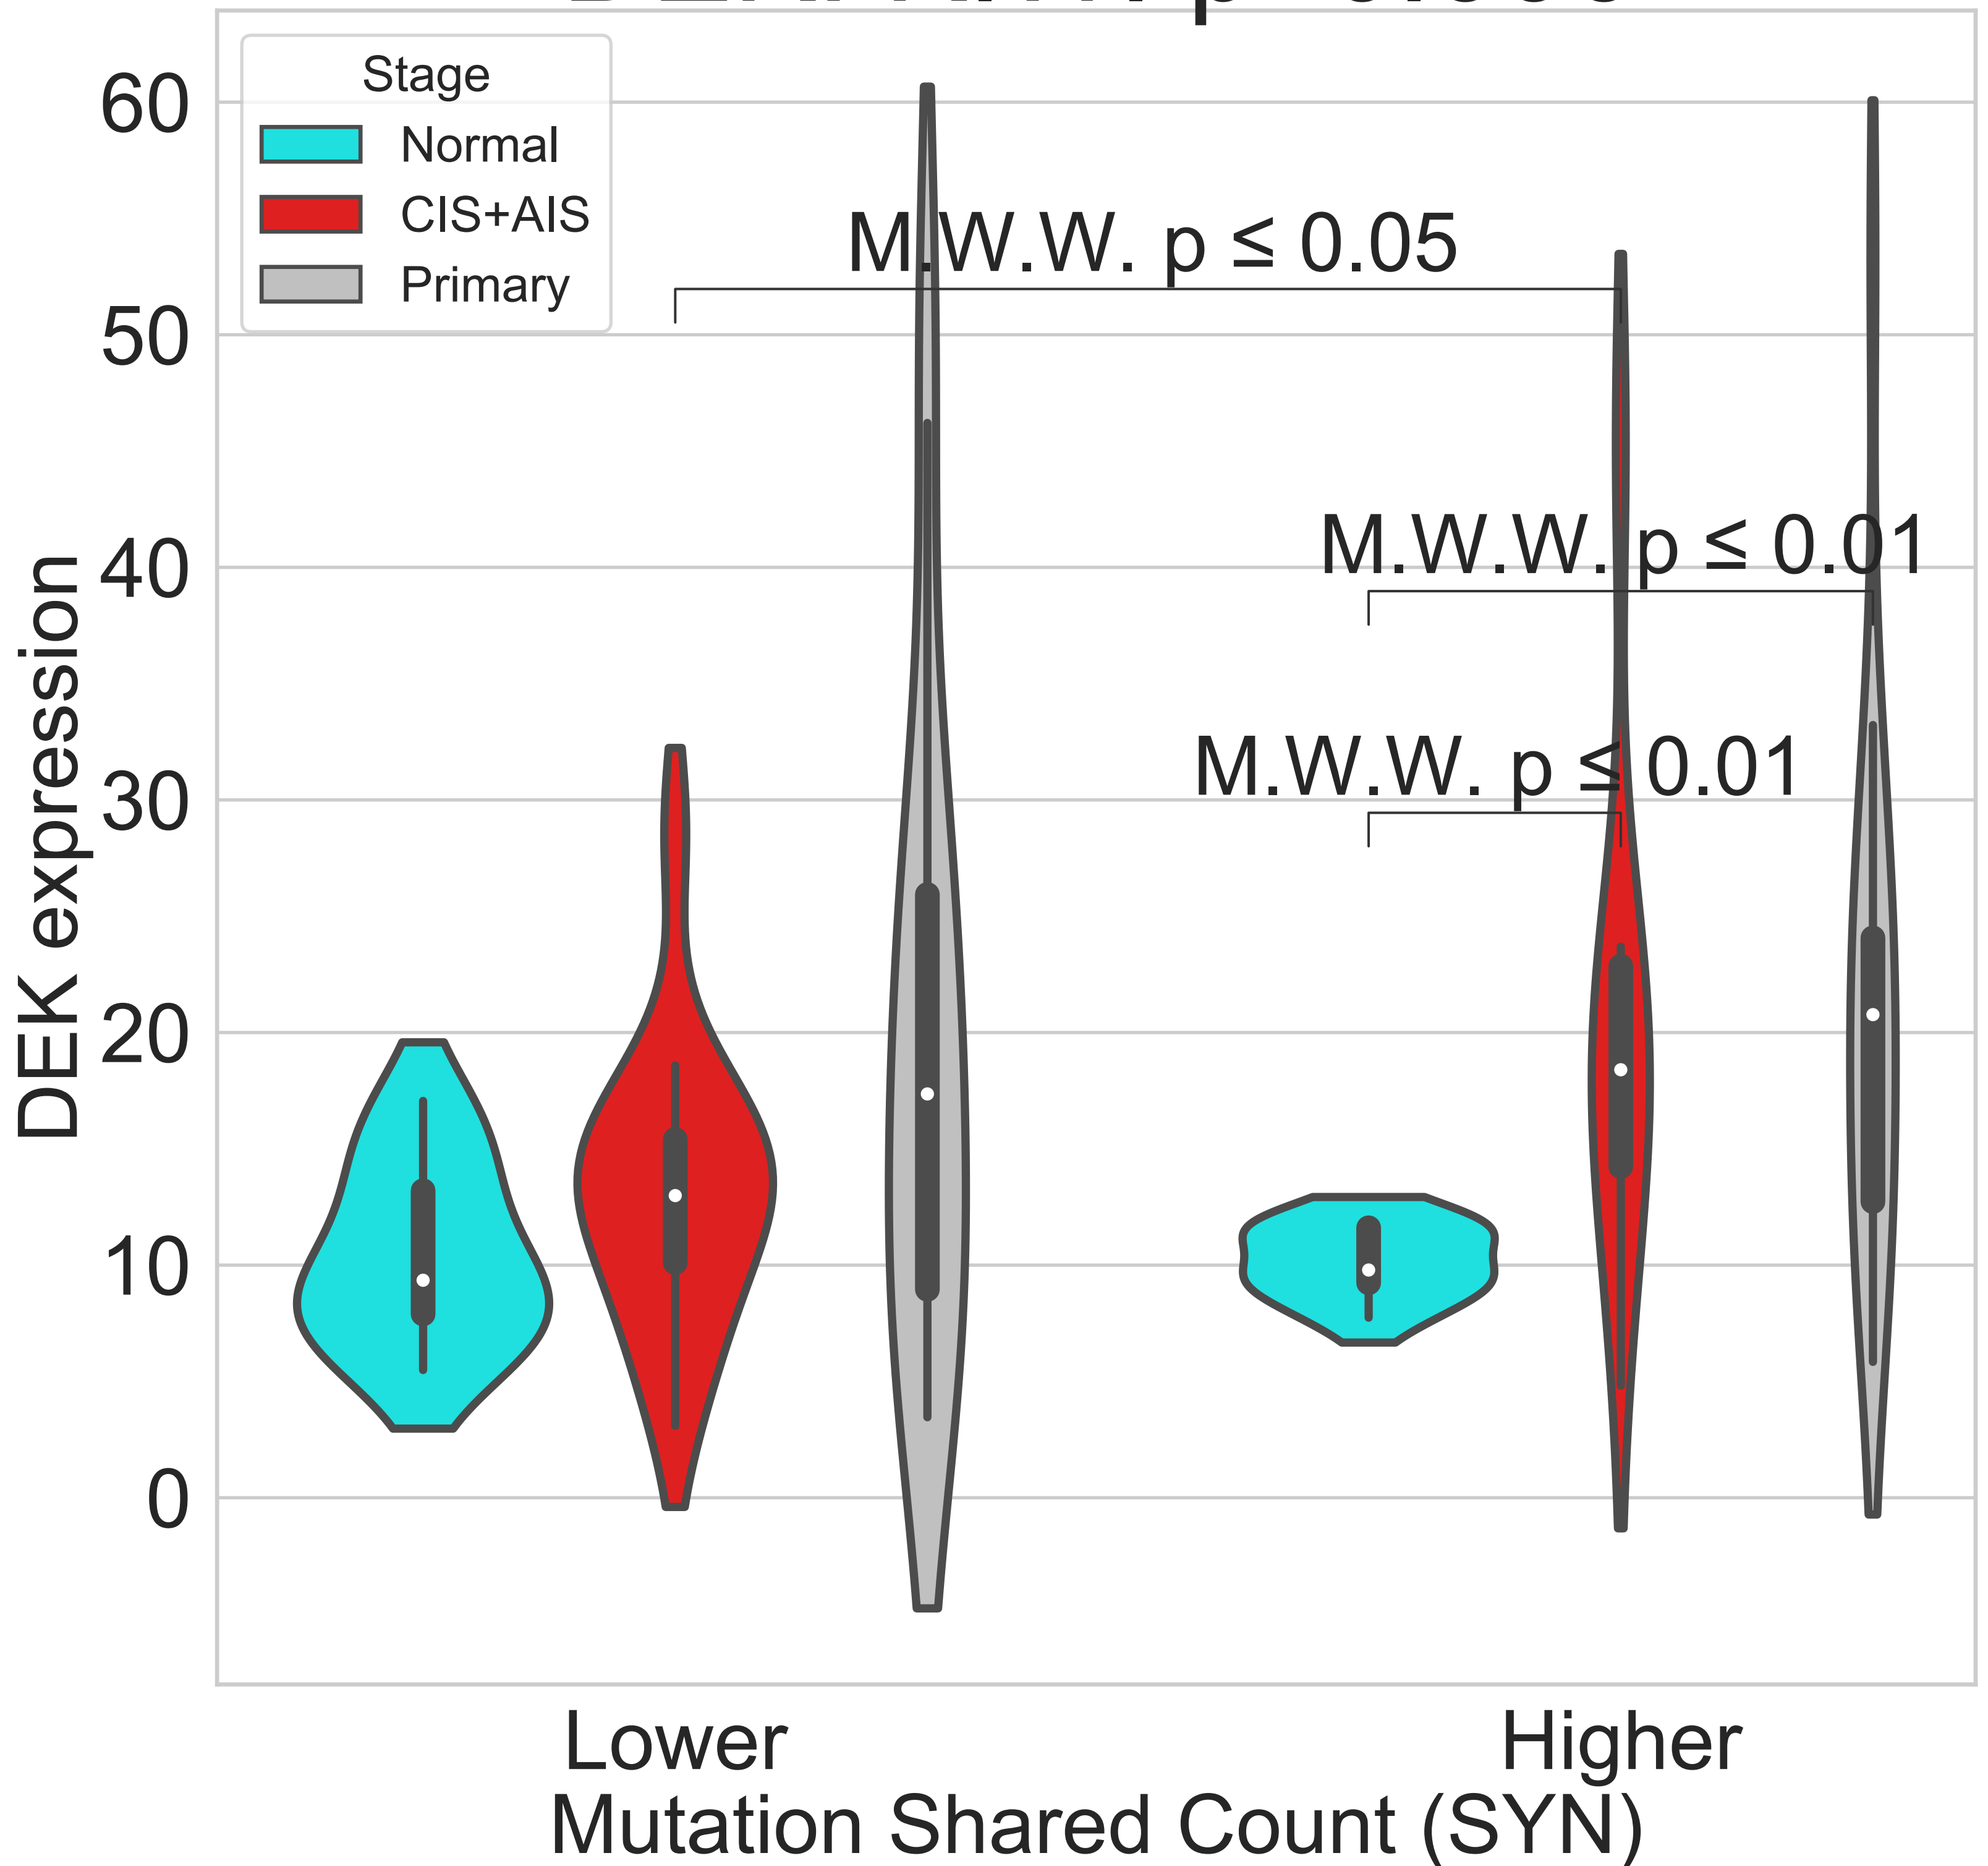 Stage
Normal
CIS+AIS
Primary
60
50
40
30
20
10
0
DEK expression
M.W.W. p ≤ 0.05
M.W.W. p ≤ 0.01
M.W.W. p ≤ 0.01
Lower
Higher
Mutation Shared Count (SYN)